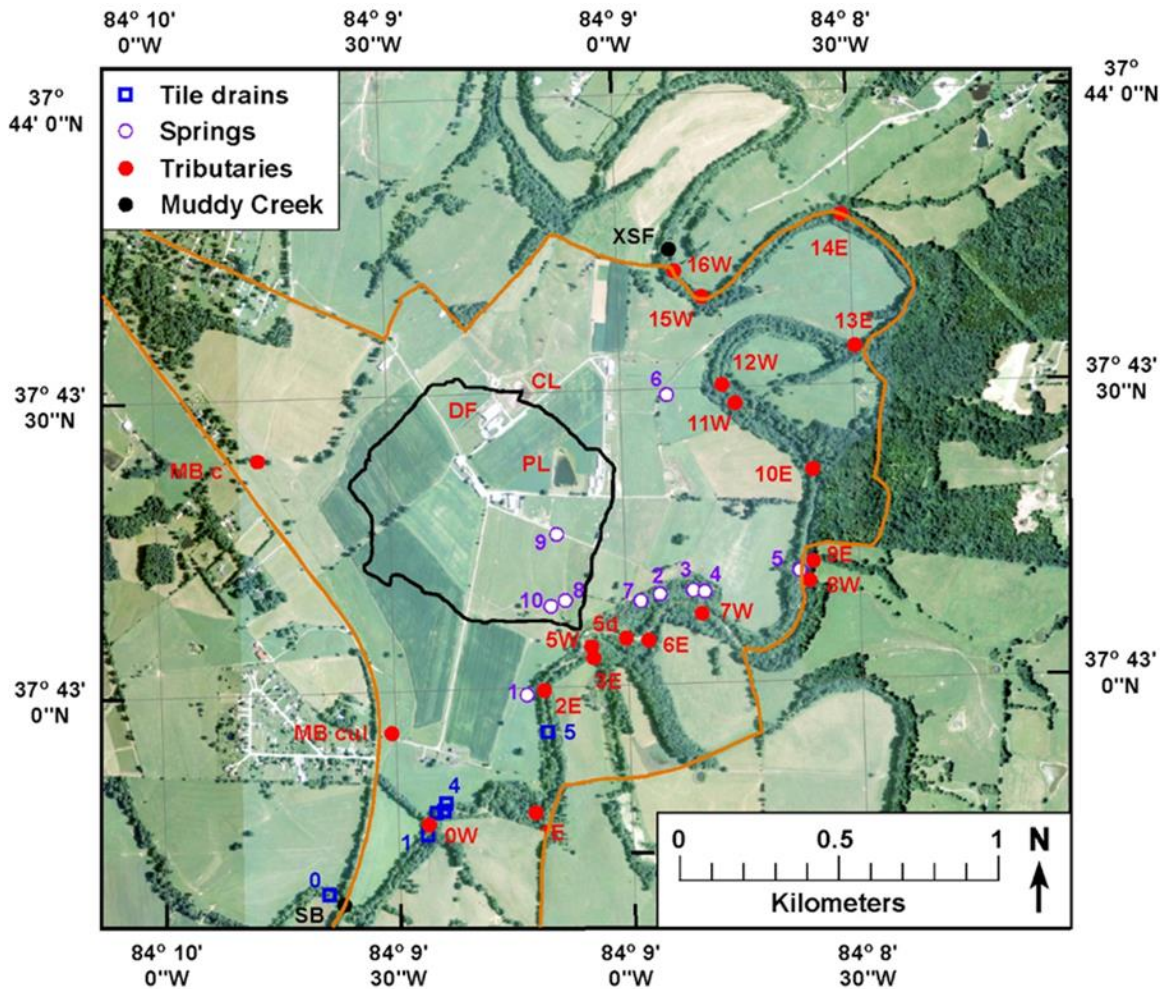 84° 10'
0"W
84° 9'
30"W
84° 9'
0"W
84° 8'
30"W
37°
44' 0"N
37°
44' 0"N
Tile drains
Springs
Tributaries
Muddy Creek
XSF
16W
15W
14E
13E
12W
11W
6
CL
DF
PL
10E
MB c
37° 43'
30"N
37° 43'
30"N
9
5
9E
8W
10
8
7
2
3
4
7W
5W
5d
6E
3E
1
2E
5
37° 43'
0"N
37° 43'
0"N
MB cul
4
1
0W
1E
0
SB
0
0.5
1
Kilometers
N
84° 10'
0"W
84° 9'
30"W
84° 9'
0"W
84° 8'
30"W